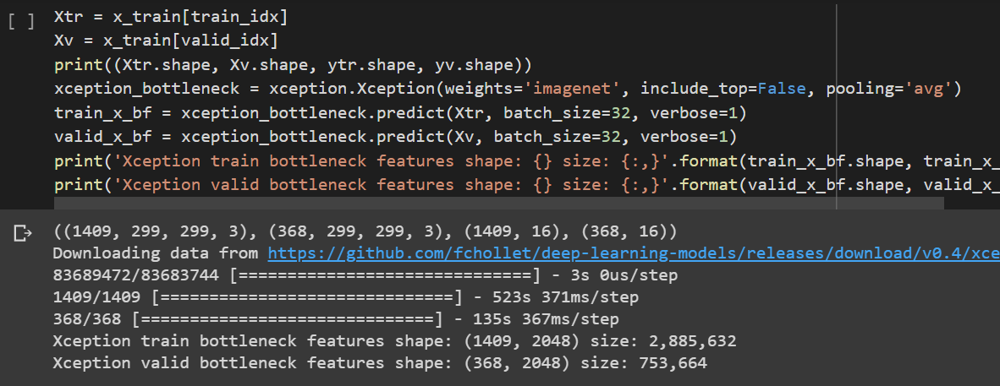 [ ]
Xtr = x_train[train_idx]
Xv = x_train[valid_idx]
print((Xtr.shape, Xv.shape, ytr.shape, yv.shape))
xception_bottleneck = xception.Xception(weights='imagenet', include_top=False, pooling='avg')
train_x_bf = xception_bottleneck.predict(Xtr, batch_size=32, verbose=1)
valid_x_bf = xception_bottleneck.predict(Xv, batch_size=32, verbose=1)
print('Xception train bottleneck features shape: {} size: {:,}'.format(train_x_bf.shape, train_x_
print('Xception valid bottleneck features shape: {} size: {:,}'.format(valid_x_bf.shape, valid_x_
((1409, 299, 299, 3), (368, 299, 299, 3), (1409, 16), (368, 16))
Downloading data from https://github.com/fchollet/deep-learning-models/releases/download/v0.4/xce
83689472/83683744 [==============================] - 3s 0us/step
1409/1409 [==============================] - 523s 371ms/step
368/368 [==============================] - 135s 367ms/step
Xception train bottleneck features shape: (1409, 2048) size: 2,885,632
Xception valid bottleneck features shape: (368, 2048) size: 753,664